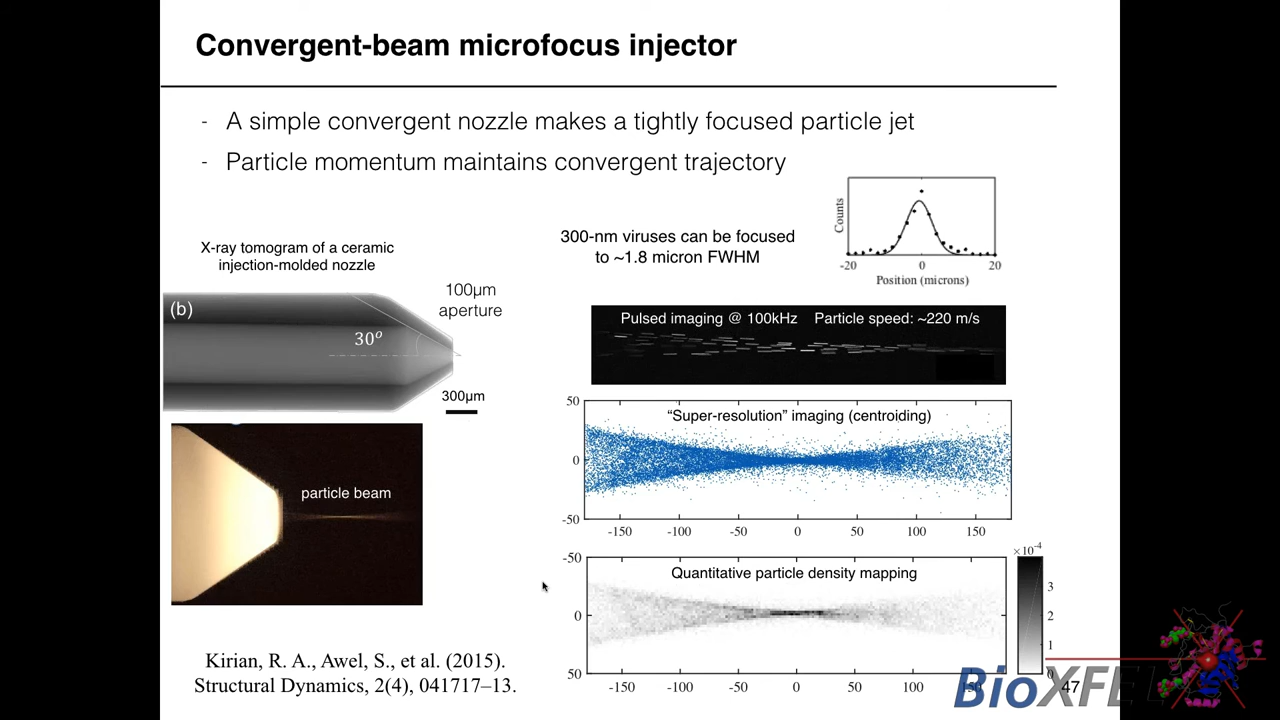 Convergent-beam microfocus injector
- A simple convergent nozzle makes a tightly focused particle jet
- Particle momentum maintains convergent trajectory
X-ray tomogram of a ceramic
injection-molded nozzle
(b)
30º
100µm
aperture
300µm
particle beam
Kirian, R. A., Awel, S., et al. (2015).
Structural Dynamics, 2(4), 041717–13.
300-nm viruses can be focused
to ~1.8 micron FWHM
Counts
-20 0 20
Position (microns)
Pulsed imaging @ 100kHz Particle speed: ~220 m/s
50
"Super-resolution" imaging (centroiding)
0
-50
-150 -100 -50 0 50 100 150
×10⁻⁴
-50
Quantitative particle density mapping
3
0
2
1
50
0
-150 -100 -50 0 50 100 150
BioXFEL
47